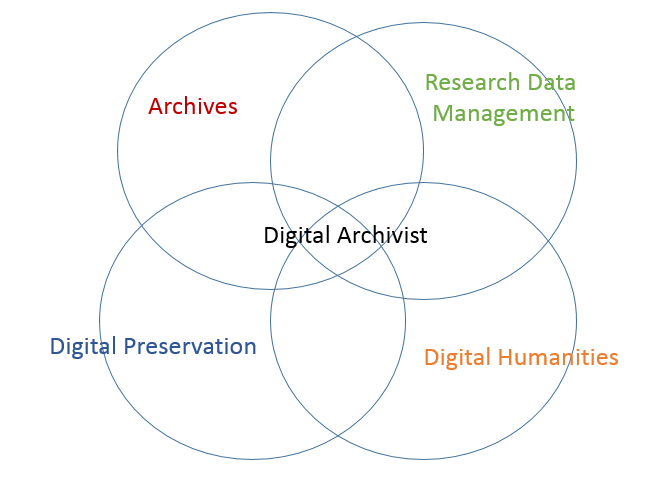 Archives
Research Data
Management
Digital Archivist
Digital Preservation
Digital Humanities